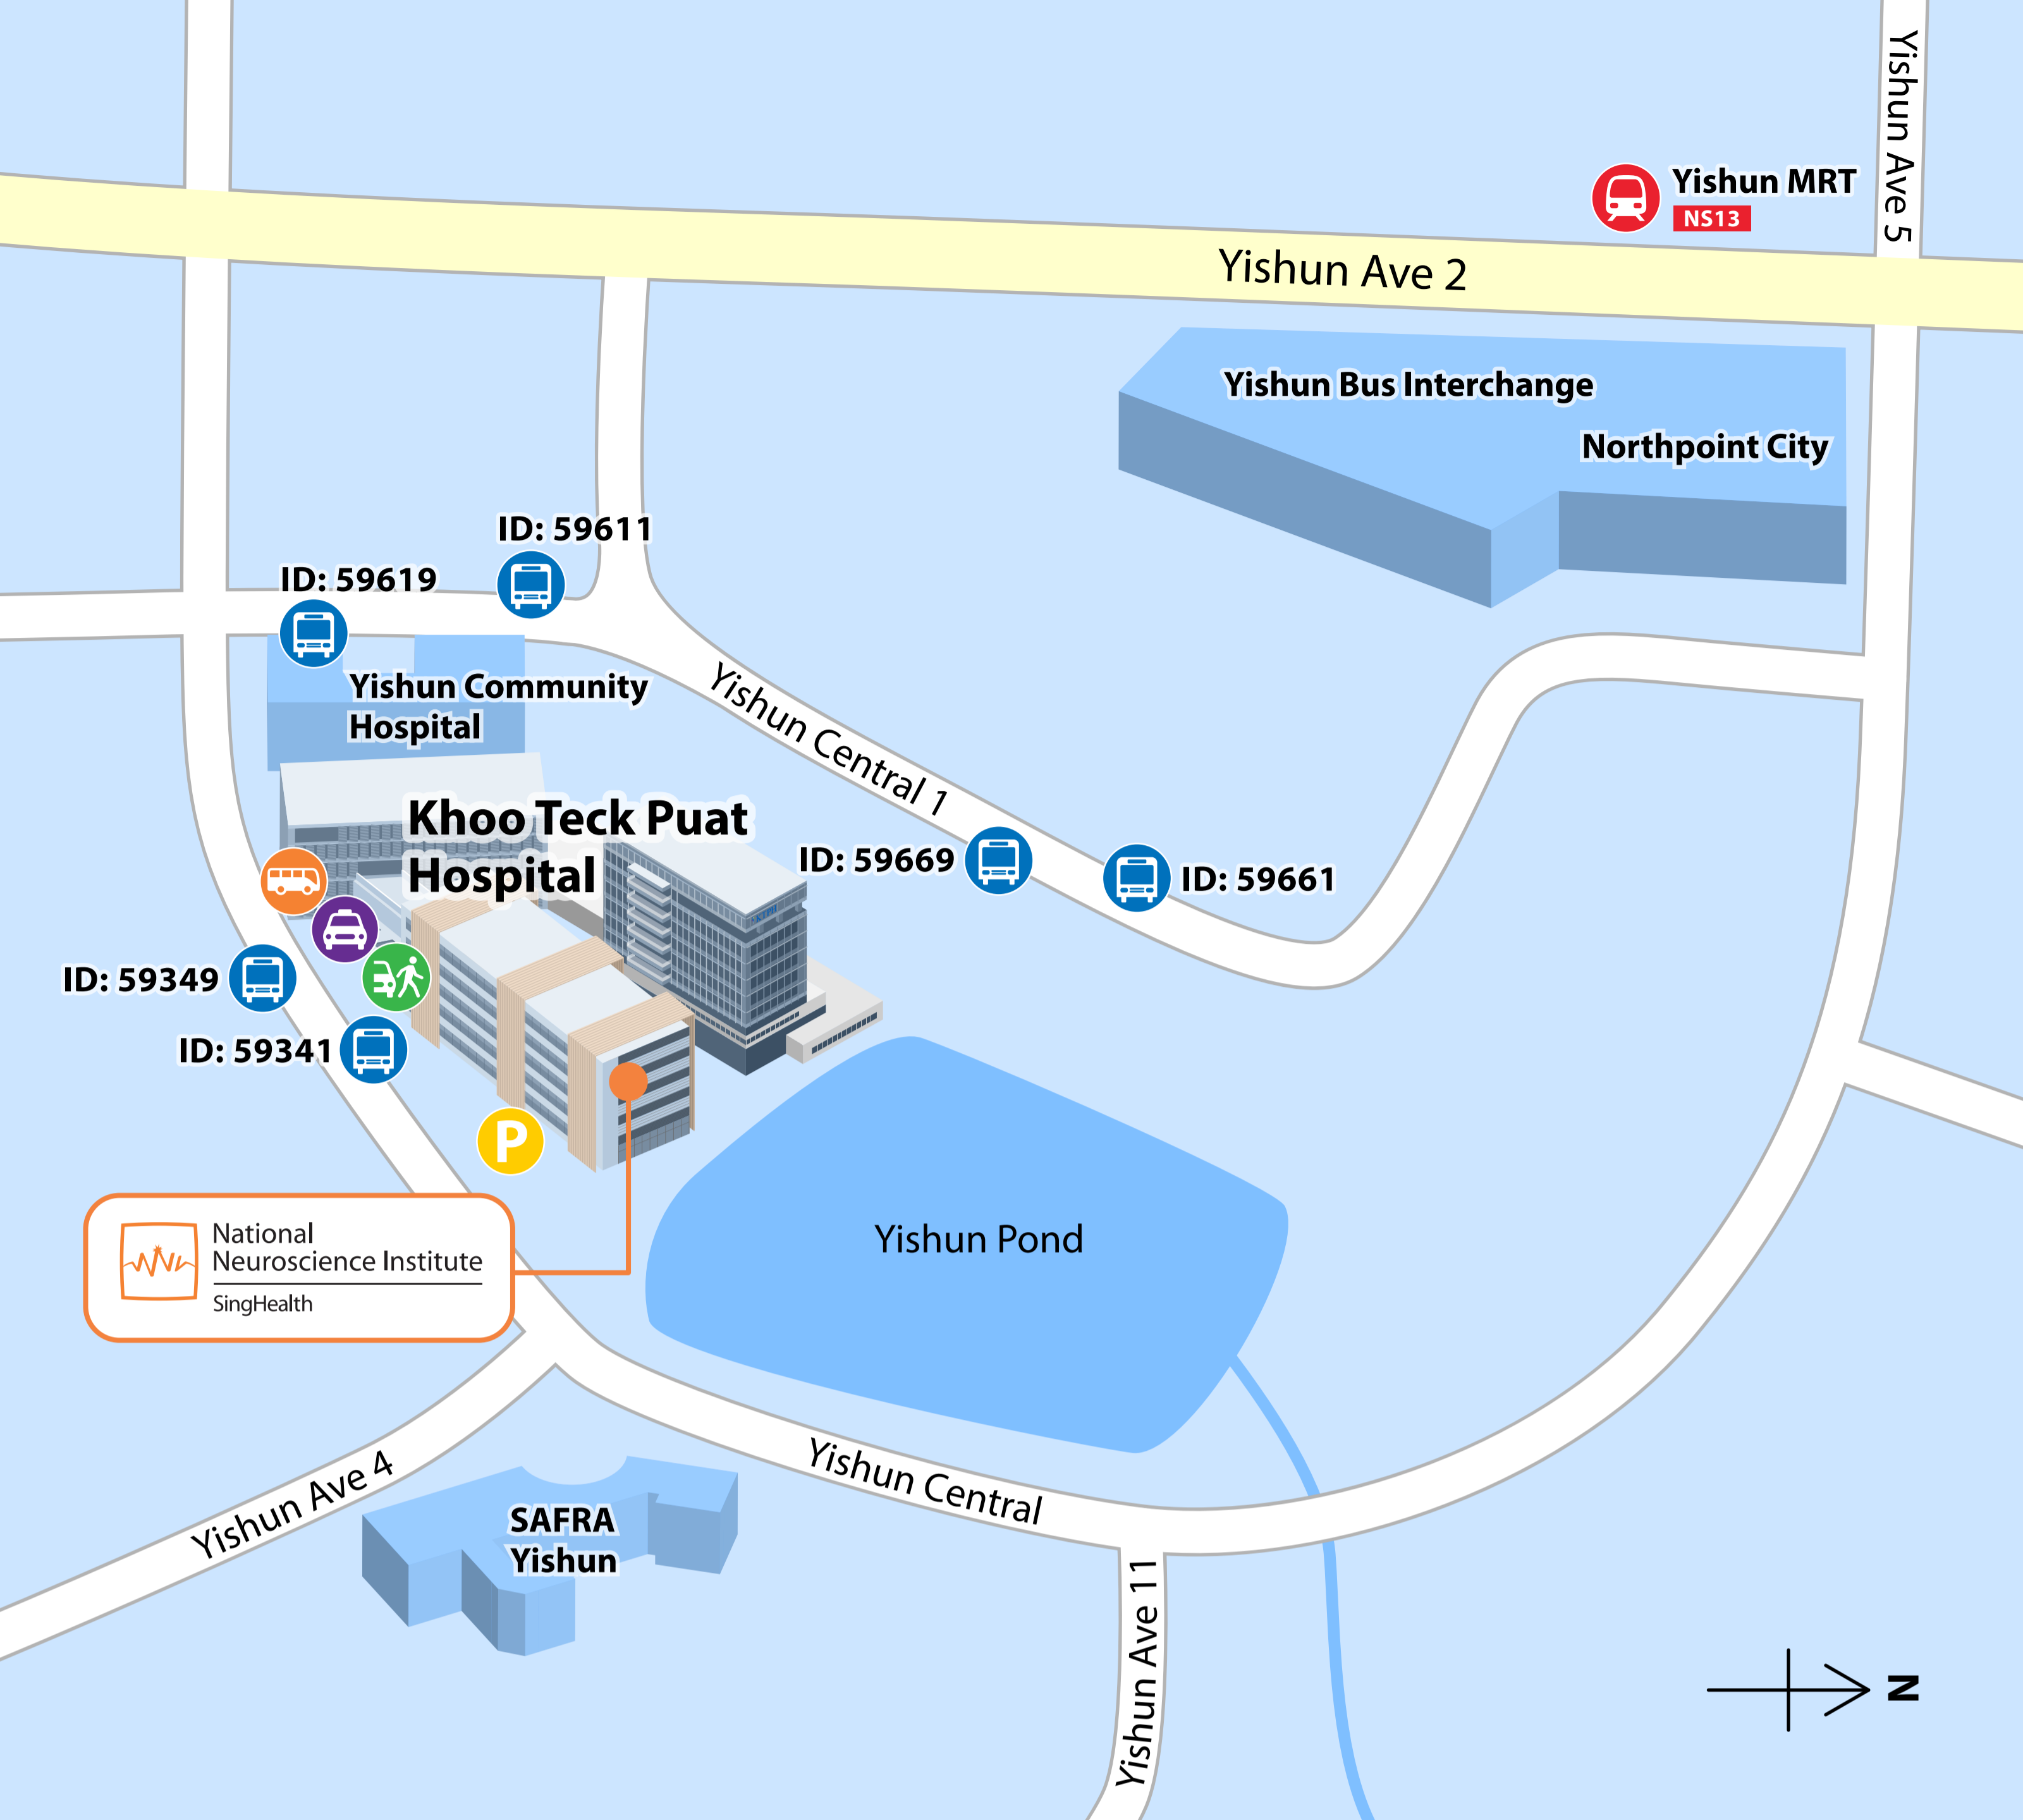 Yishun Ave 5
Yishun MRT
NS13
Yishun Ave 2
Yishun Bus Interchange
Northpoint City
ID: 59611
ID: 59619
Yishun Community
Hospital
Yishun Central 1
Khoo Teck Puat
Hospital
ID: 59669
ID: 59661
KTPH
ID: 59349
ID: 59341
P
National
Neuroscience Institute
SingHealth
Yishun Pond
Yishun Ave 4
Yishun Central
SAFRA
Yishun
Yishun Ave 11
N